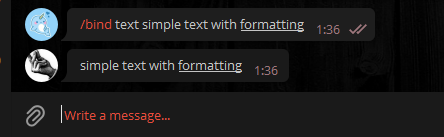 /bind text simple text with formatting 1:36
simple text with formatting 1:36
Write a message...